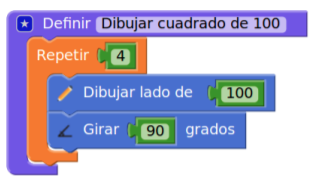 Definir Dibujar cuadrado de 100
Repetir 4
Dibujar lado de 100
Girar 90 grados